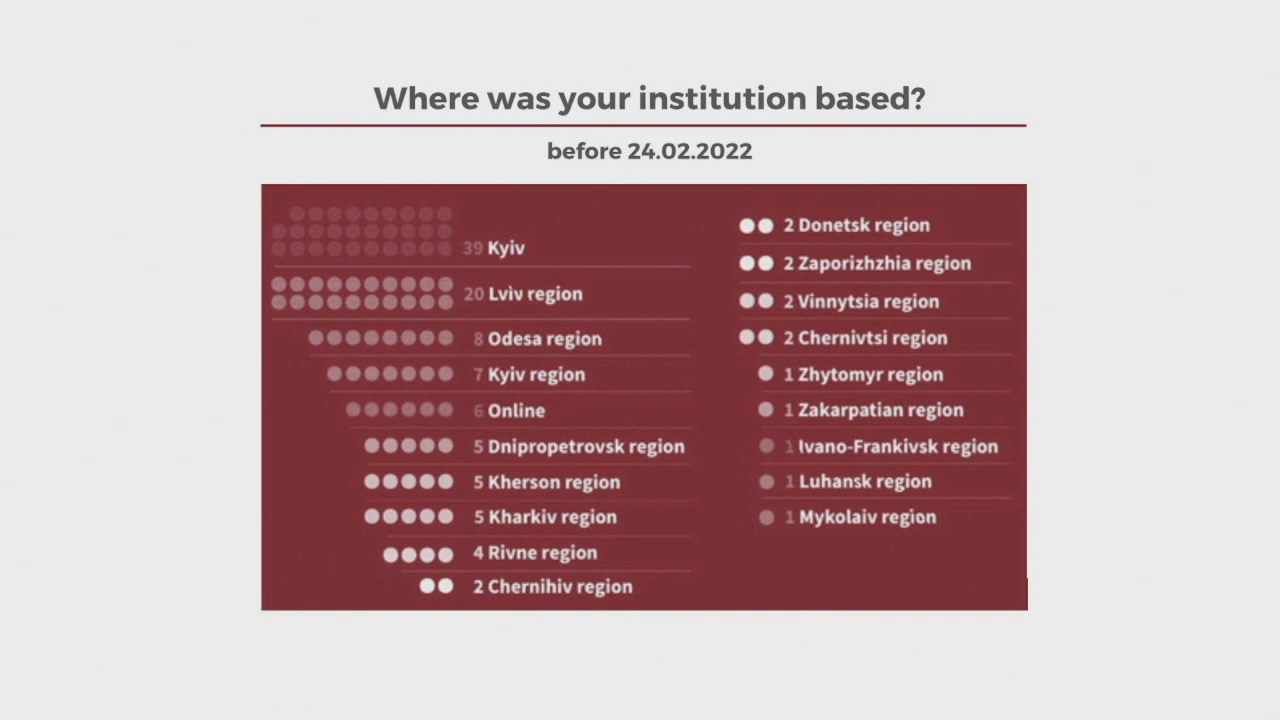 Where was your institution based?
before 24.02.2022
39 Kyiv
20 Lviv region
8 Odesa region
7 Kyiv region
6 Online
5 Dnipropetrovsk region
5 Kherson region
5 Kharkiv region
4 Rivne region
2 Chernihiv region
2 Donetsk region
2 Zaporizhzhia region
2 Vinnytsia region
2 Chernivtsi region
1 Zhytomyr region
1 Zakarpatian region
1 Ivano-Frankivsk region
1 Luhansk region
1 Mykolaiv region